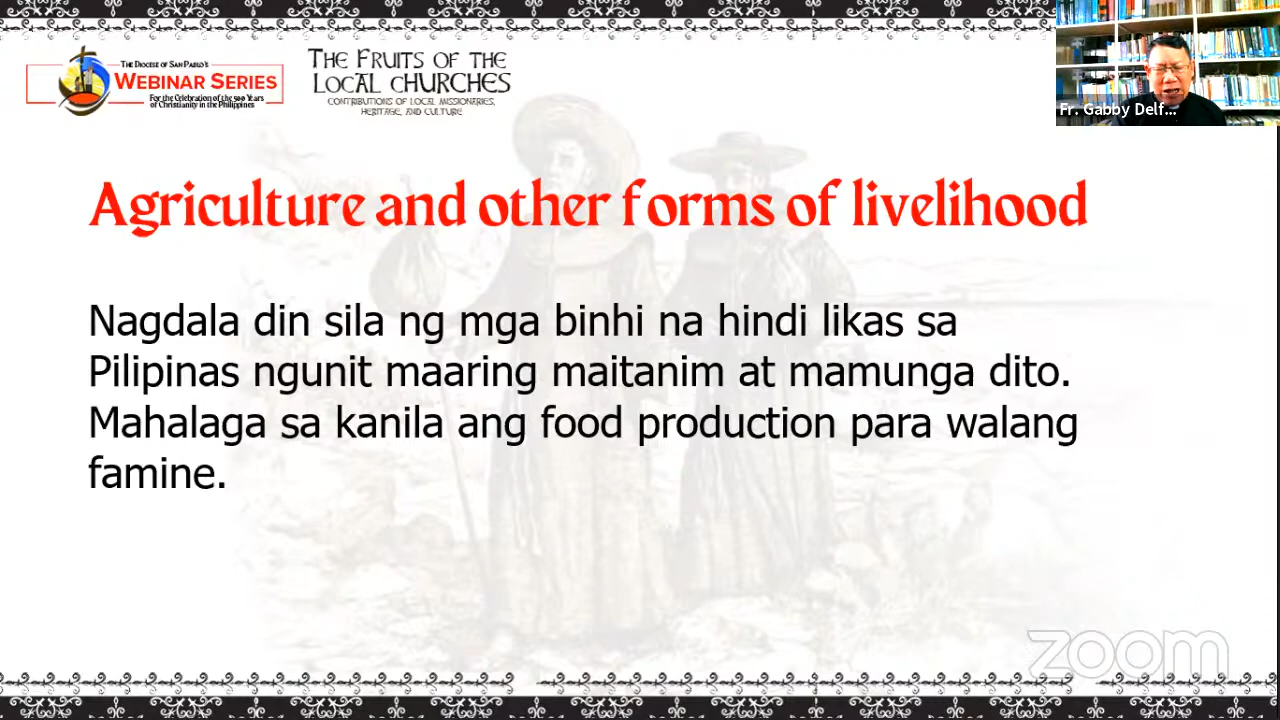 THE DIOCESE OF SAN PABLO'S
WEBINAR SERIES
For the Celebration of the 500 Years
of Christianity in the Philippines
THE FRUITS OF THE
LOCAL CHURCHES
CONTRIBUTIONS OF LOCAL MISSIONARIES,
HERITAGE, AND CULTURE
Fr. Gabby Delf...
Agriculture and other forms of livelihood
Nagdala din sila ng mga binhi na hindi likas sa
Pilipinas ngunit maaring maitanim at mamunga dito.
Mahalaga sa kanila ang food production para walang
famine.
zoom